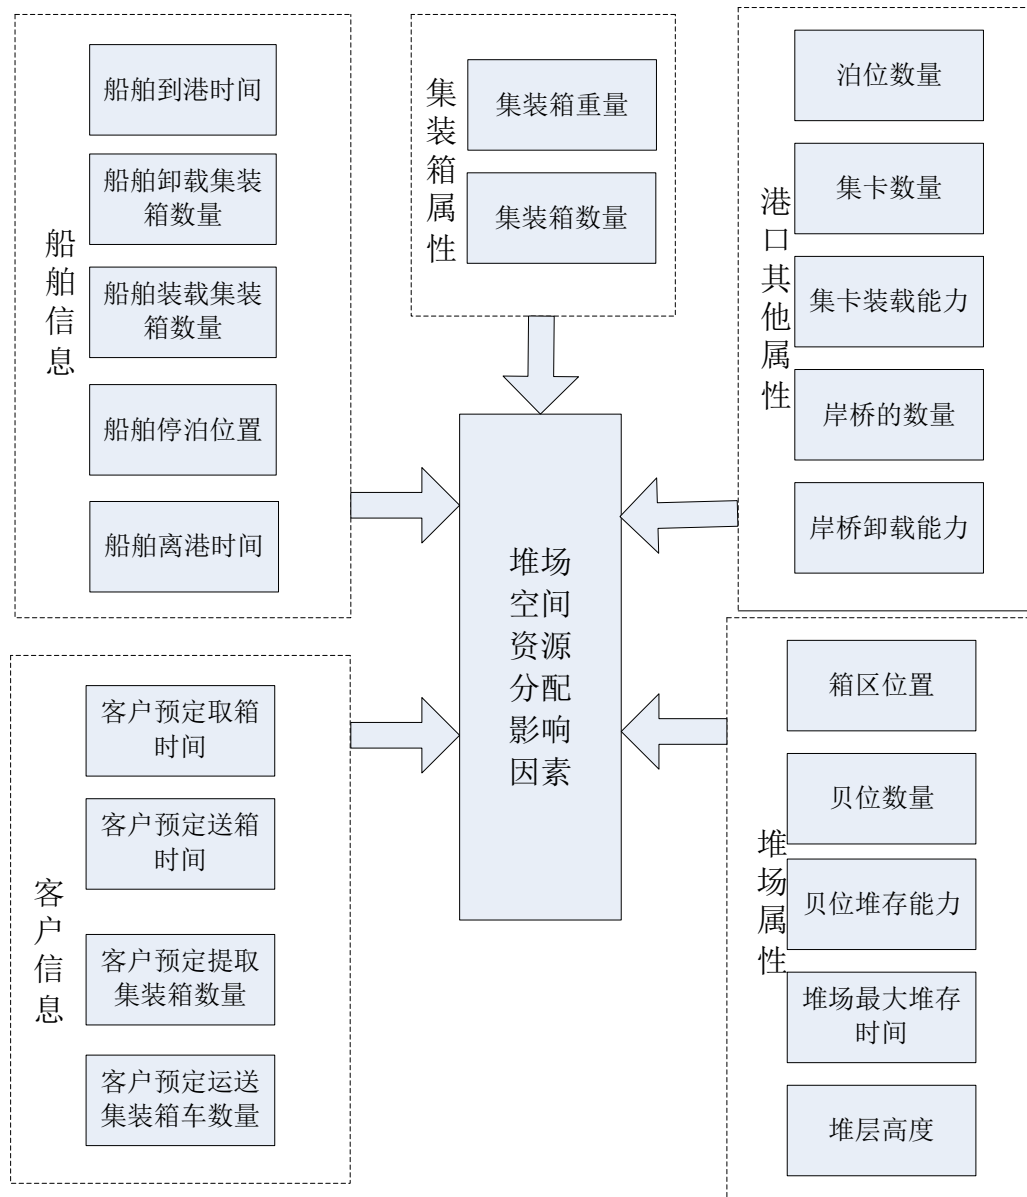 船舶信息
船舶到港时间
船舶卸载集装
箱数量
船舶装载集装
箱数量
船舶停泊位置
船舶离港时间
集装箱属性
集装箱重量
集装箱数量
港口其他属性
泊位数量
集卡数量
集卡装载能力
岸桥的数量
岸桥卸载能力
堆场
空间
资源
分配
影响
因素
客户信息
客户预定取箱
时间
客户预定送箱
时间
客户预定提取
集装箱数量
客户预定运送
集装箱车数量
堆场属性
箱区位置
贝位数量
贝位堆存能力
堆场最大堆存
时间
堆层高度